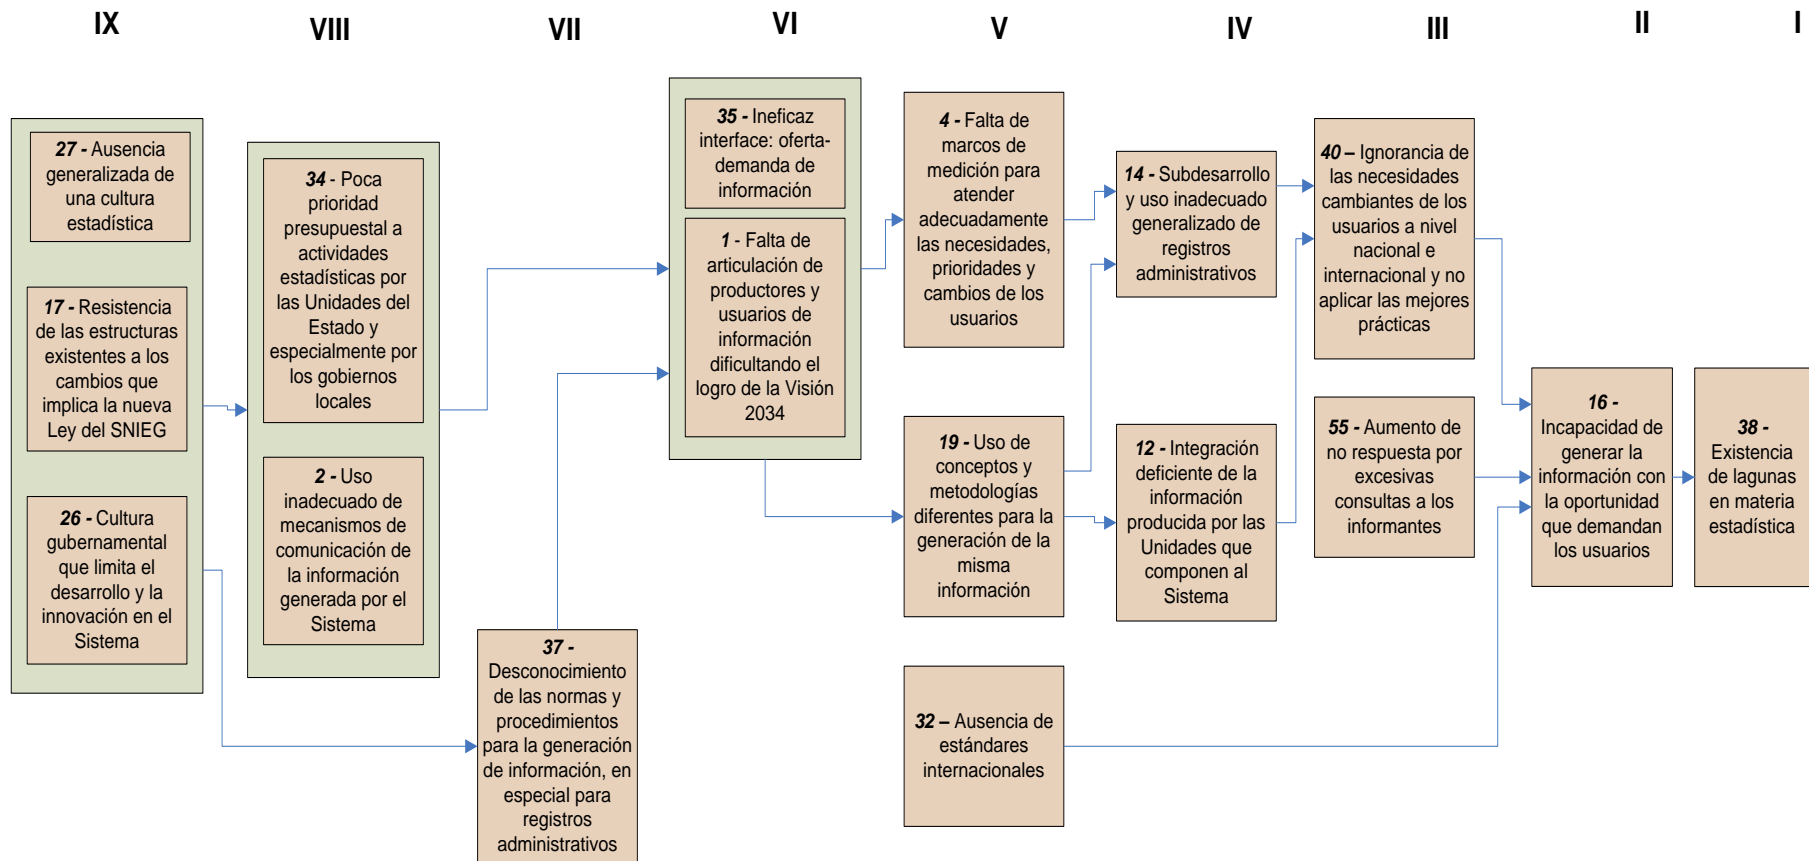 IX
VIII
VII
VI
V
IV
III
II
I
27 - Ausencia
generalizada de
una cultura
estadística
17 - Resistencia
de las estructuras
existentes a los
cambios que
implica la nueva
Ley del SNIEG
26 - Cultura
gubernamental
que limita el
desarrollo y la
innovación en el
Sistema
34 - Poca
prioridad
presupuestal a
actividades
estadísticas por
las Unidades del
Estado y
especialmente por
los gobiernos
locales
2 - Uso
inadecuado de
mecanismos de
comunicación de
la información
generada por el
Sistema
37 -
Desconocimiento
de las normas y
procedimientos
para la generación
de información, en
especial para
registros
administrativos
35 - Ineficaz
interface: oferta-
demanda de
información
1 - Falta de
articulación de
productores y
usuarios de
información
dificultando el
logro de la Visión
2034
4 - Falta de
marcos de
medición para
atender
adecuadamente
las necesidades,
prioridades y
cambios de los
usuarios
19 - Uso de
conceptos y
metodologías
diferentes para la
generación de la
misma
información
32 – Ausencia de
estándares
internacionales
14 - Subdesarrollo
y uso inadecuado
generalizado de
registros
administrativos
12 - Integración
deficiente de la
información
producida por las
Unidades que
componen al
Sistema
40 – Ignorancia de
las necesidades
cambiantes de los
usuarios a nivel
nacional e
internacional y no
aplicar las mejores
prácticas
55 - Aumento de
no respuesta por
excesivas
consultas a los
informantes
16 -
Incapacidad de
generar la
información con
la oportunidad
que demandan
los usuarios
38 -
Existencia
de lagunas
en materia
estadística